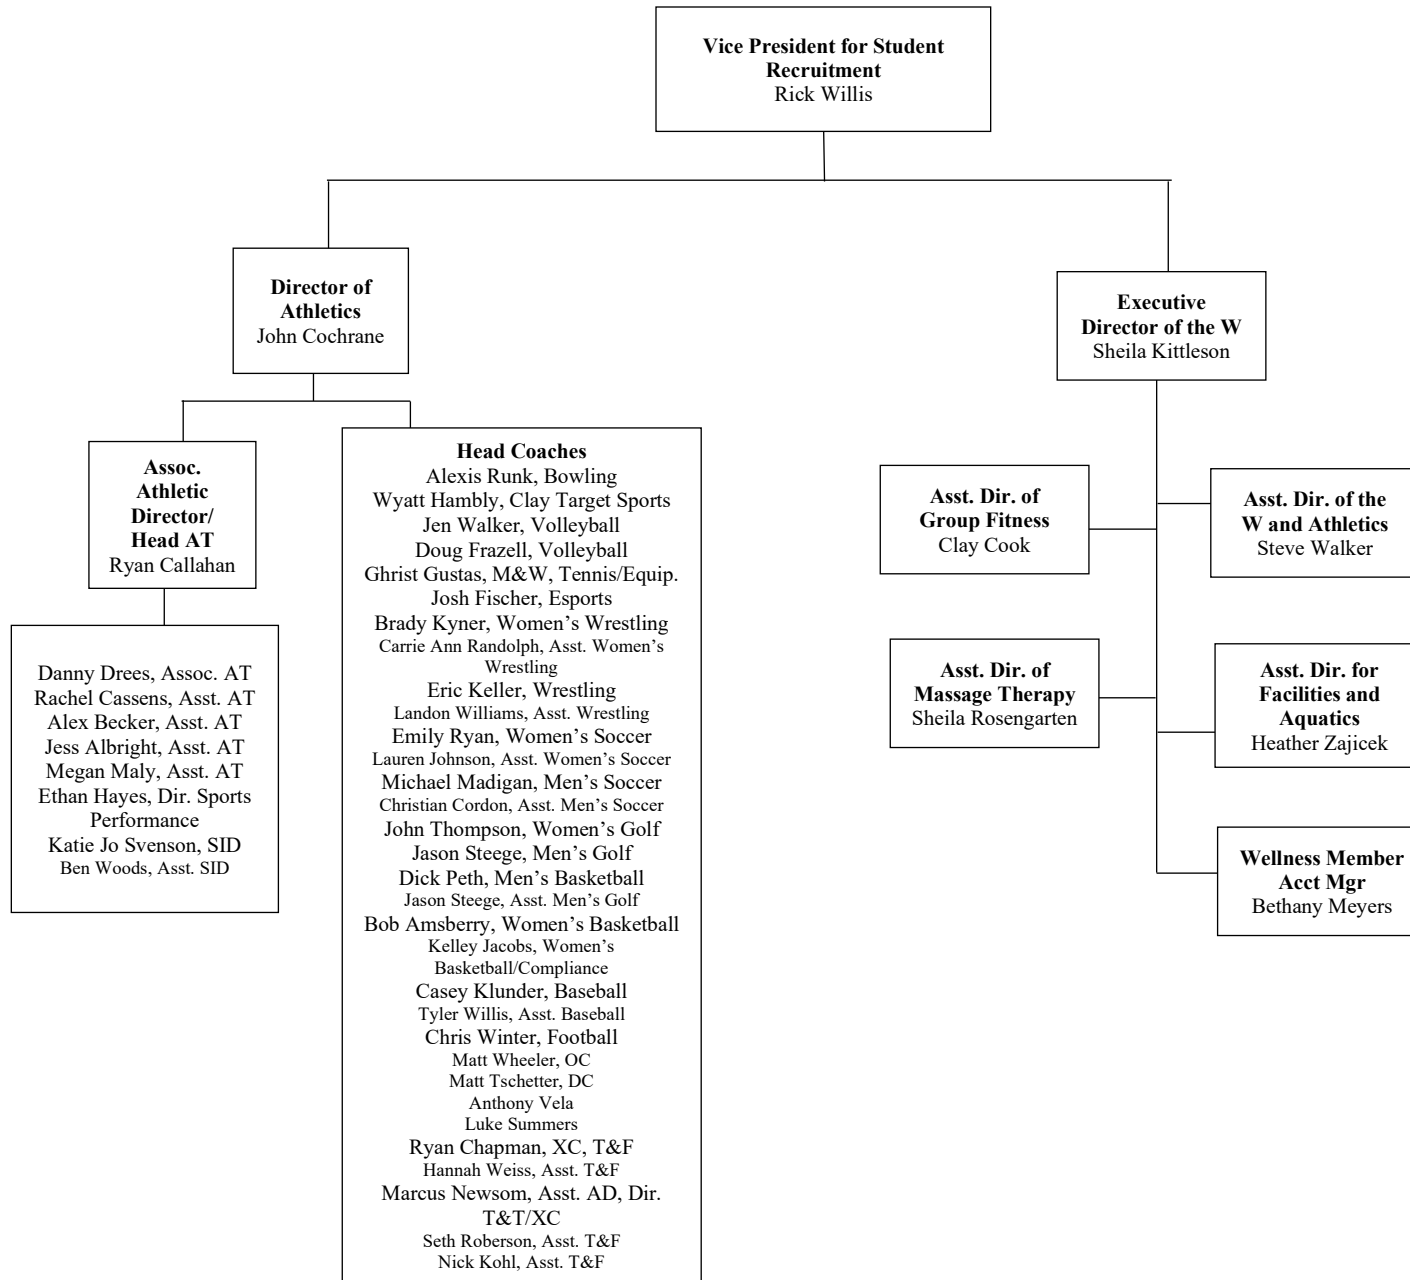 Vice President for Student
Recruitment
Rick Willis
Director of
Athletics
John Cochrane
Executive
Director of the W
Sheila Kittleson
Assoc.
Athletic
Director/
Head AT
Ryan Callahan
Danny Drees, Assoc. AT
Rachel Cassens, Asst. AT
Alex Becker, Asst. AT
Jess Albright, Asst. AT
Megan Maly, Asst. AT
Ethan Hayes, Dir. Sports
Performance
Katie Jo Svenson, SID
Ben Woods, Asst. SID
Head Coaches
Alexis Runk, Bowling
Wyatt Hambly, Clay Target Sports
Jen Walker, Volleyball
Doug Frazell, Volleyball
Ghrist Gustas, M&W, Tennis/Equip.
Josh Fischer, Esports
Brady Kyner, Women’s Wrestling
Carrie Ann Randolph, Asst. Women’s
Wrestling
Eric Keller, Wrestling
Landon Williams, Asst. Wrestling
Emily Ryan, Women’s Soccer
Lauren Johnson, Asst. Women’s Soccer
Michael Madigan, Men’s Soccer
Christian Cordon, Asst. Men’s Soccer
John Thompson, Women’s Golf
Jason Steege, Men’s Golf
Dick Peth, Men’s Basketball
Jason Steege, Asst. Men’s Golf
Bob Amsberry, Women’s Basketball
Kelley Jacobs, Women’s
Basketball/Compliance
Casey Klunder, Baseball
Tyler Willis, Asst. Baseball
Chris Winter, Football
Matt Wheeler, OC
Matt Tschetter, DC
Anthony Vela
Luke Summers
Ryan Chapman, XC, T&F
Hannah Weiss, Asst. T&F
Marcus Newsom, Asst. AD, Dir.
T&T/XC
Seth Roberson, Asst. T&F
Nick Kohl, Asst. T&F
Asst. Dir. of
Group Fitness
Clay Cook
Asst. Dir. of the
W and Athletics
Steve Walker
Asst. Dir. of
Massage Therapy
Sheila Rosengarten
Asst. Dir. for
Facilities and
Aquatics
Heather Zajicek
Wellness Member
Acct Mgr
Bethany Meyers